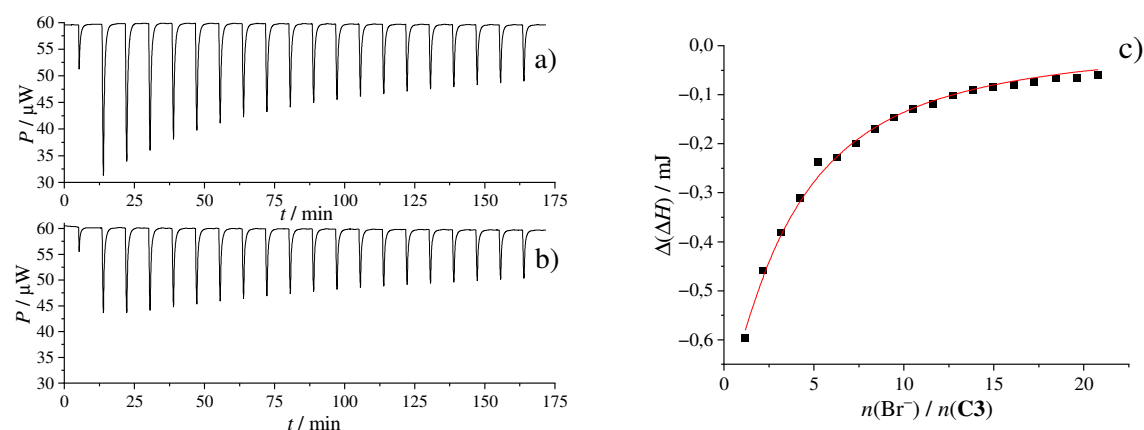 60
55
50
45
40
35
30
P / µW
a)
0 25 50 75 100 125 150 175
t / min
60
55
50
45
40
35
30
P / µW
b)
0 25 50 75 100 125 150 175
t / min
0,0
−0,1
−0,2
−0,3
−0,4
−0,5
−0,6
Δ(ΔH) / mJ
c)
0 5 10 15 20
n(Br⁻) / n(C3)